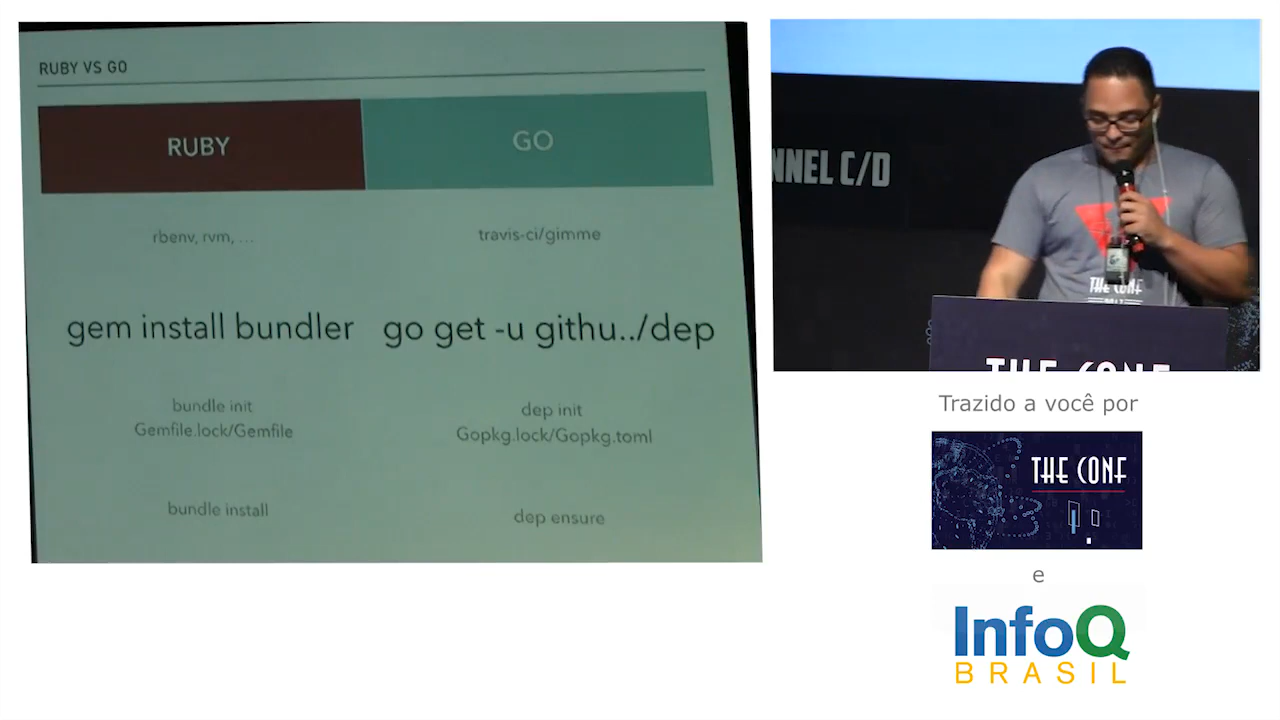 RUBY VS GO
RUBY
GO
rbenv, rvm, ...
travis-ci/gimme
gem install bundler
go get -u githu../dep
bundle init
Gemfile.lock/Gemfile
dep init
Gopkg.lock/Gopkg.toml
bundle install
dep ensure
NNEL C/D
THE CONF
THE CONF
Trazido a você por
THE CONF
e
InfoQ
BRASIL